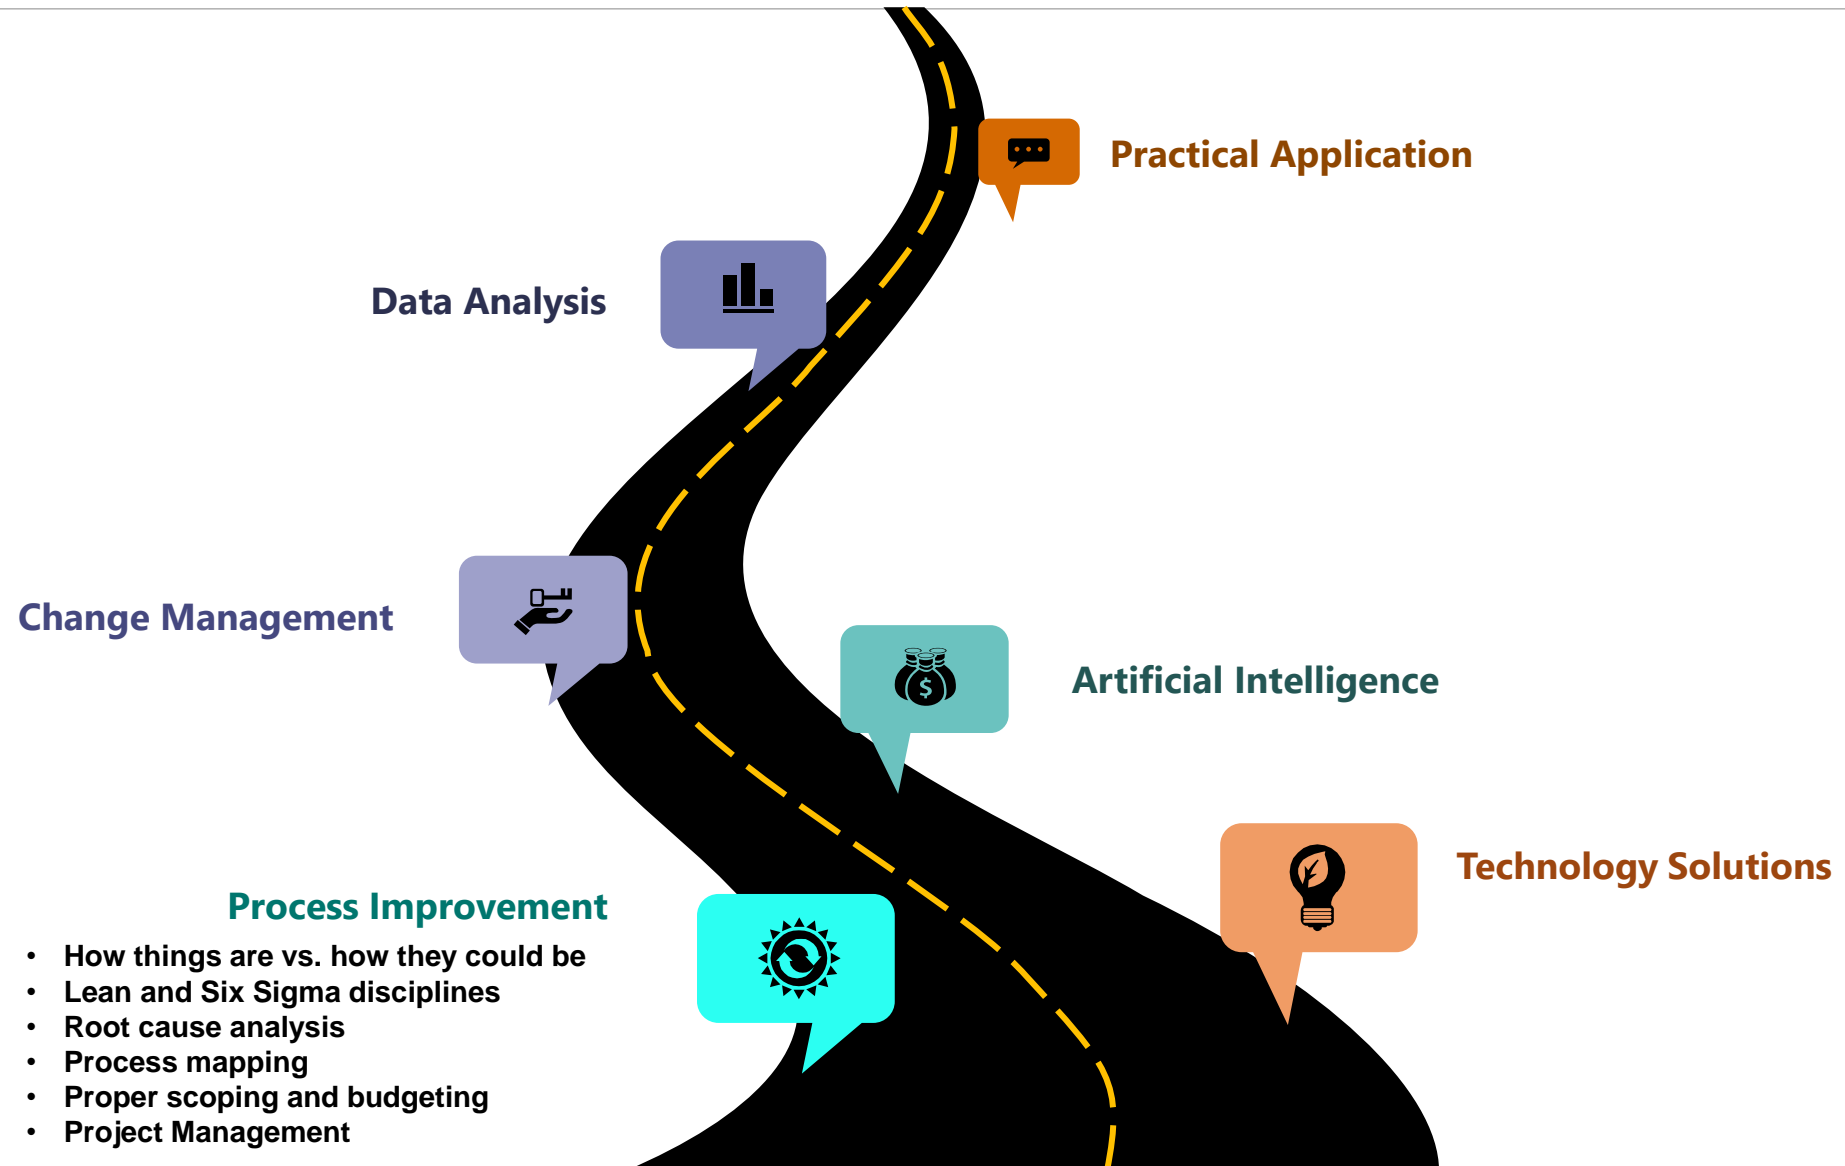 Practical Application
Data Analysis
Change Management
$
Artificial Intelligence
Technology Solutions
Process Improvement
• How things are vs. how they could be
• Lean and Six Sigma disciplines
• Root cause analysis
• Process mapping
• Proper scoping and budgeting
• Project Management